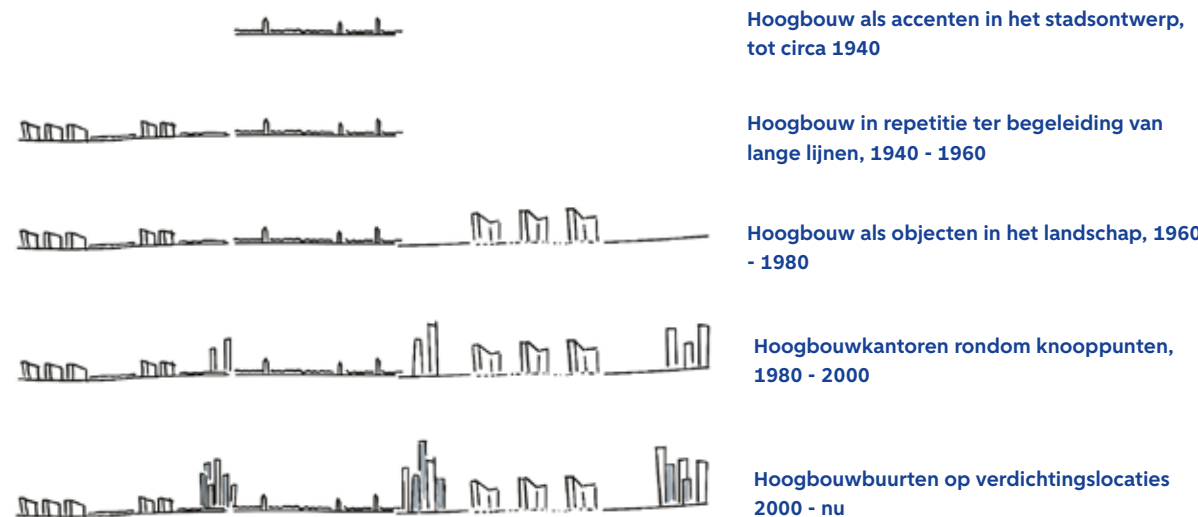 Hoogbouw als accenten in het stadsontwerp,
tot circa 1940
Hoogbouw in repetitie ter begeleiding van
lange lijnen, 1940 - 1960
Hoogbouw als objecten in het landschap, 1960
- 1980
Hoogbouwkantoren rondom knooppunten,
1980 - 2000
Hoogbouwbuurten op verdichtingslocaties
2000 - nu